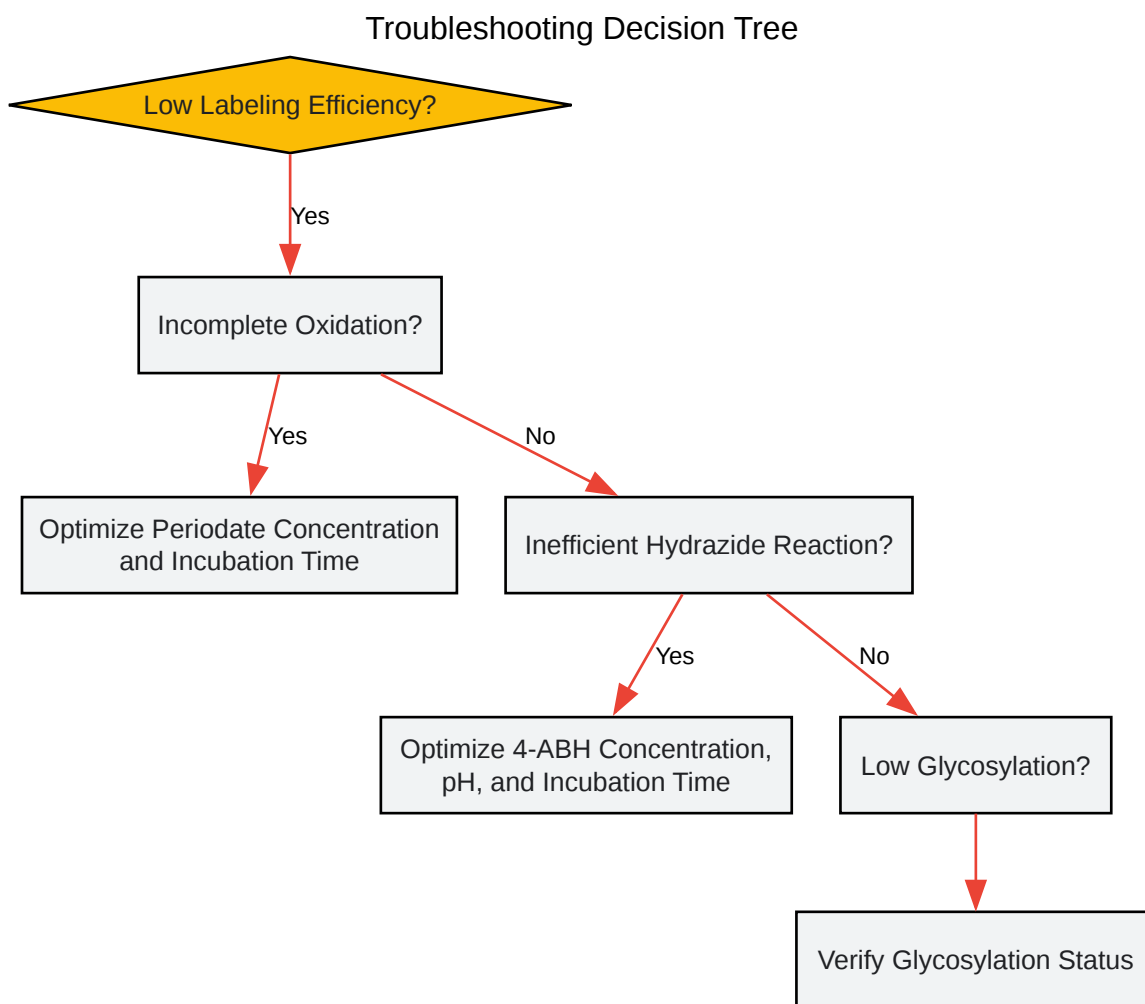 Troubleshooting Decision Tree
Low Labeling Efficiency?
Yes
Incomplete Oxidation?
Yes
No
Optimize Periodate Concentration
and Incubation Time
Inefficient Hydrazide Reaction?
Yes
No
Optimize 4-ABH Concentration,
pH, and Incubation Time
Low Glycosylation?
Verify Glycosylation Status